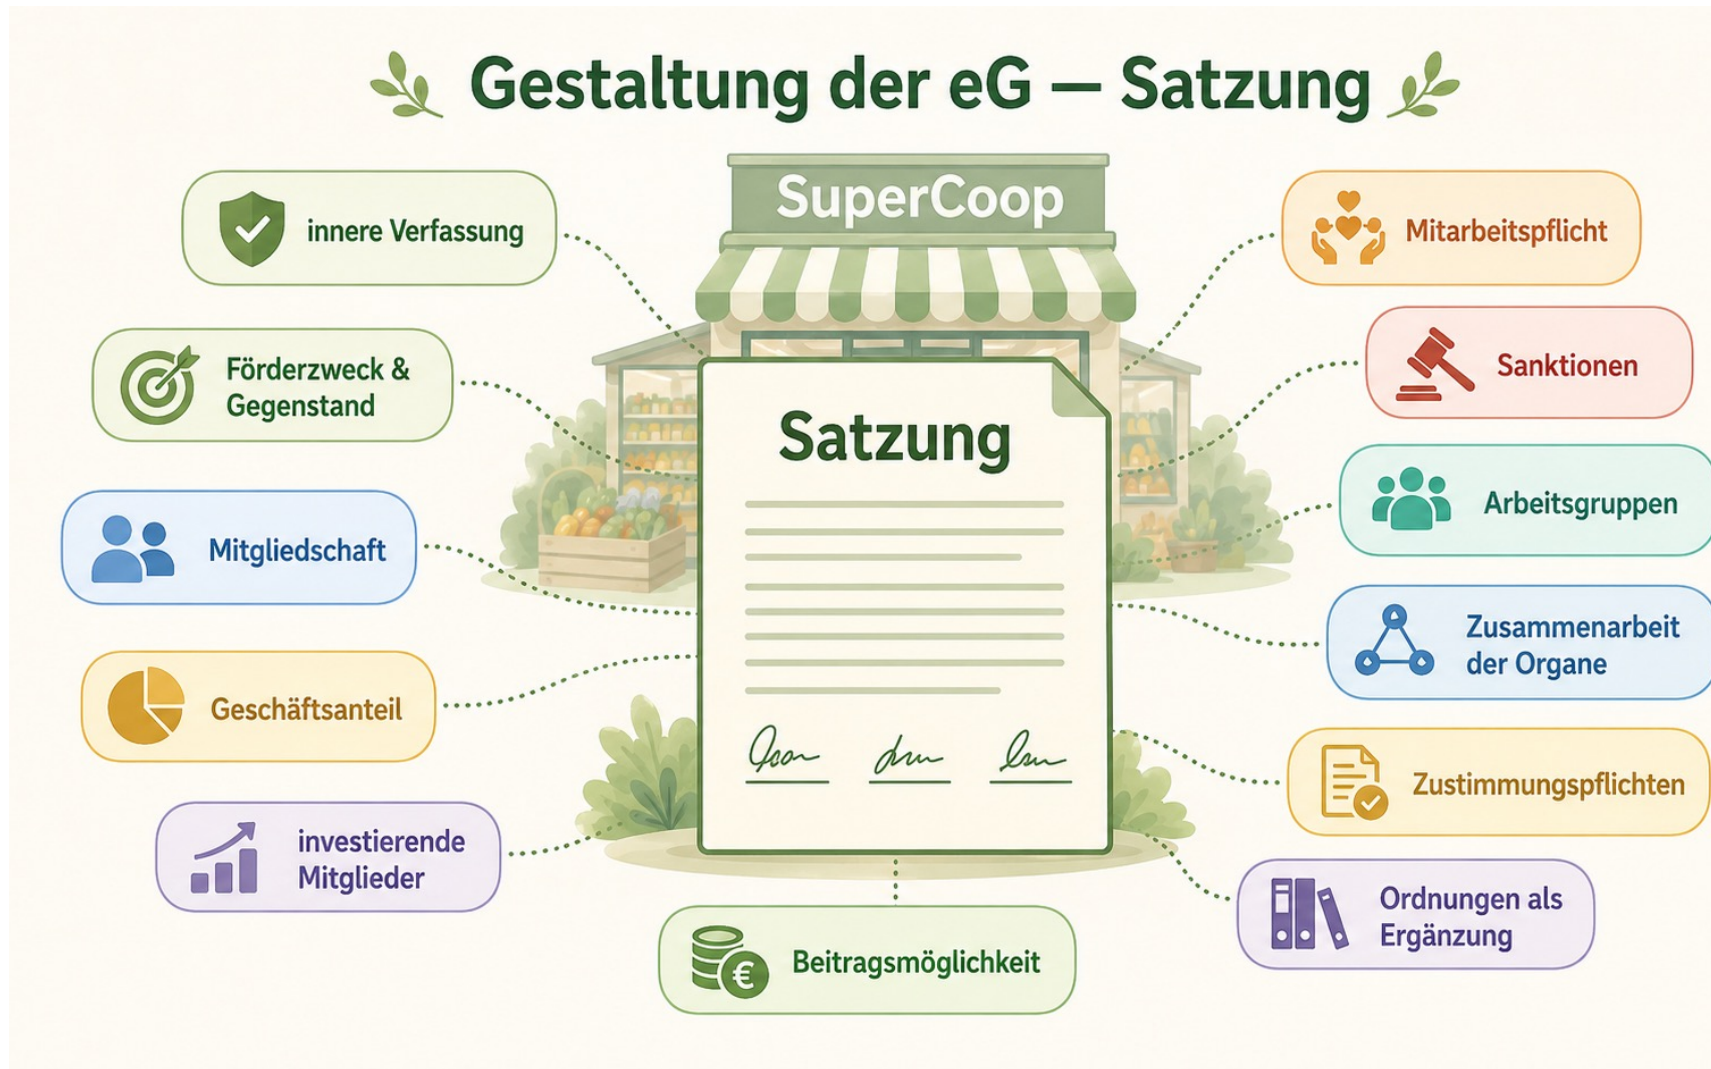 Gestaltung der eG — Satzung
SuperCoop
innere Verfassung
Förderzweck &
Gegenstand
Mitgliedschaft
Geschäftsanteil
investierende
Mitglieder
Satzung
Beitragsmöglichkeit
Mitarbeitspflicht
Sanktionen
Arbeitsgruppen
Zusammenarbeit
der Organe
Zustimmungspflichten
Ordnungen als
Ergänzung